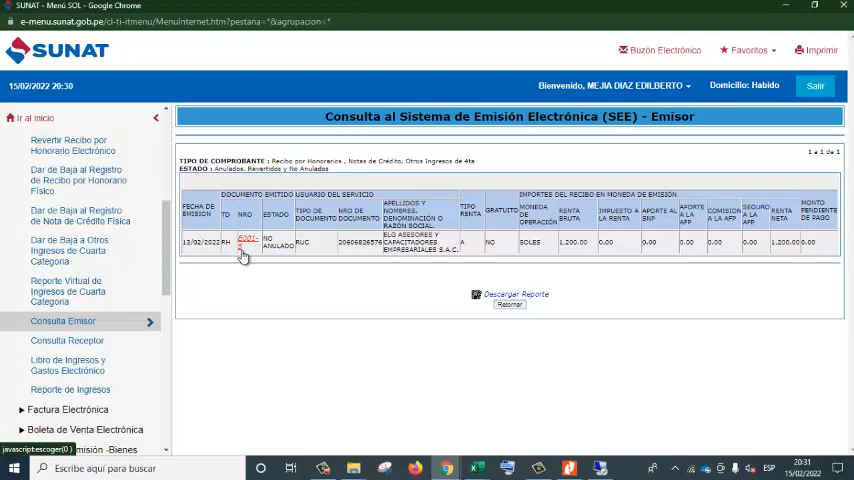 SUNAT - Menú SOL - Google Chrome
e-menu.sunat.gob.pe/cl-ti-itmenu/MenuInternet.htm?pestana=*&agrupacion=*
SUNAT
Buzón Electrónico
Favoritos
Imprimir
15/02/2022 20:30
Bienvenido, MEJIA DIAZ EDILBERTO
Domicilio: Habido
Salir
Ir al inicio
Revertir Recibo por
Honorario Electrónico
Dar de Baja al Registro
de Recibo por Honorario
Físico
Dar de Baja al Registro
de Nota de Crédito Física
Dar de Baja a Otros
Ingresos de Cuarta
Categoria
Reporte Virtual de
Ingresos de Cuarta
Categoria
Consulta Emisor
Consulta Receptor
Libro de Ingresos y
Gastos Electrónico
Reporte de Ingresos
Factura Electrónica
Boleta de Venta Electrónica
misión -Bienes
javascript:escoger(0)
Consulta al Sistema de Emisión Electrónica (SEE) - Emisor
1 a 1 de 1
TIPO DE COMPROBANTE : Recibo por Honorarios , Notas de Crédito, Otros Ingresos de 4ta
ESTADO : Anulados, Revertidos y No Anulados
DOCUMENTO EMITIDO
USUARIO DEL SERVICIO
IMPORTES DEL RECIBO EN MONEDA DE EMISIÓN
FECHA DE
EMISIÓN
TD
NRO
ESTADO
TIPO DE
DOCUMENTO
NRO DE
DOCUMENTO
APELLIDOS Y
NOMBRES,
DENOMINACIÓN O
RAZÓN SOCIAL.
TIPO
RENTA
GRATUITO
MONEDA
DE
OPERACIÓN
RENTA
BRUTA
IMPUESTO A
LA RENTA
APORTE AL
SNP
APORTE
A LA
AFP
COMISION
A LA AFP
SEGURO
A LA
AFP
RENTA
NETA
MONTO
PENDIENTE
DE PAGO
13/02/2022
RH
E001-
5
NO
ANULADO
RUC
20606826576
ELG ASESORES Y
CAPACITADORES
EMPRESARIALES S.A.C.
A
NO
SOLES
1,200.00
0.00
0.00
0.00
0.00
0.00
1,200.00
0.00
Descargar Reporte
Retornar
Escribe aquí para buscar
ESP
20:31
15/02/2022